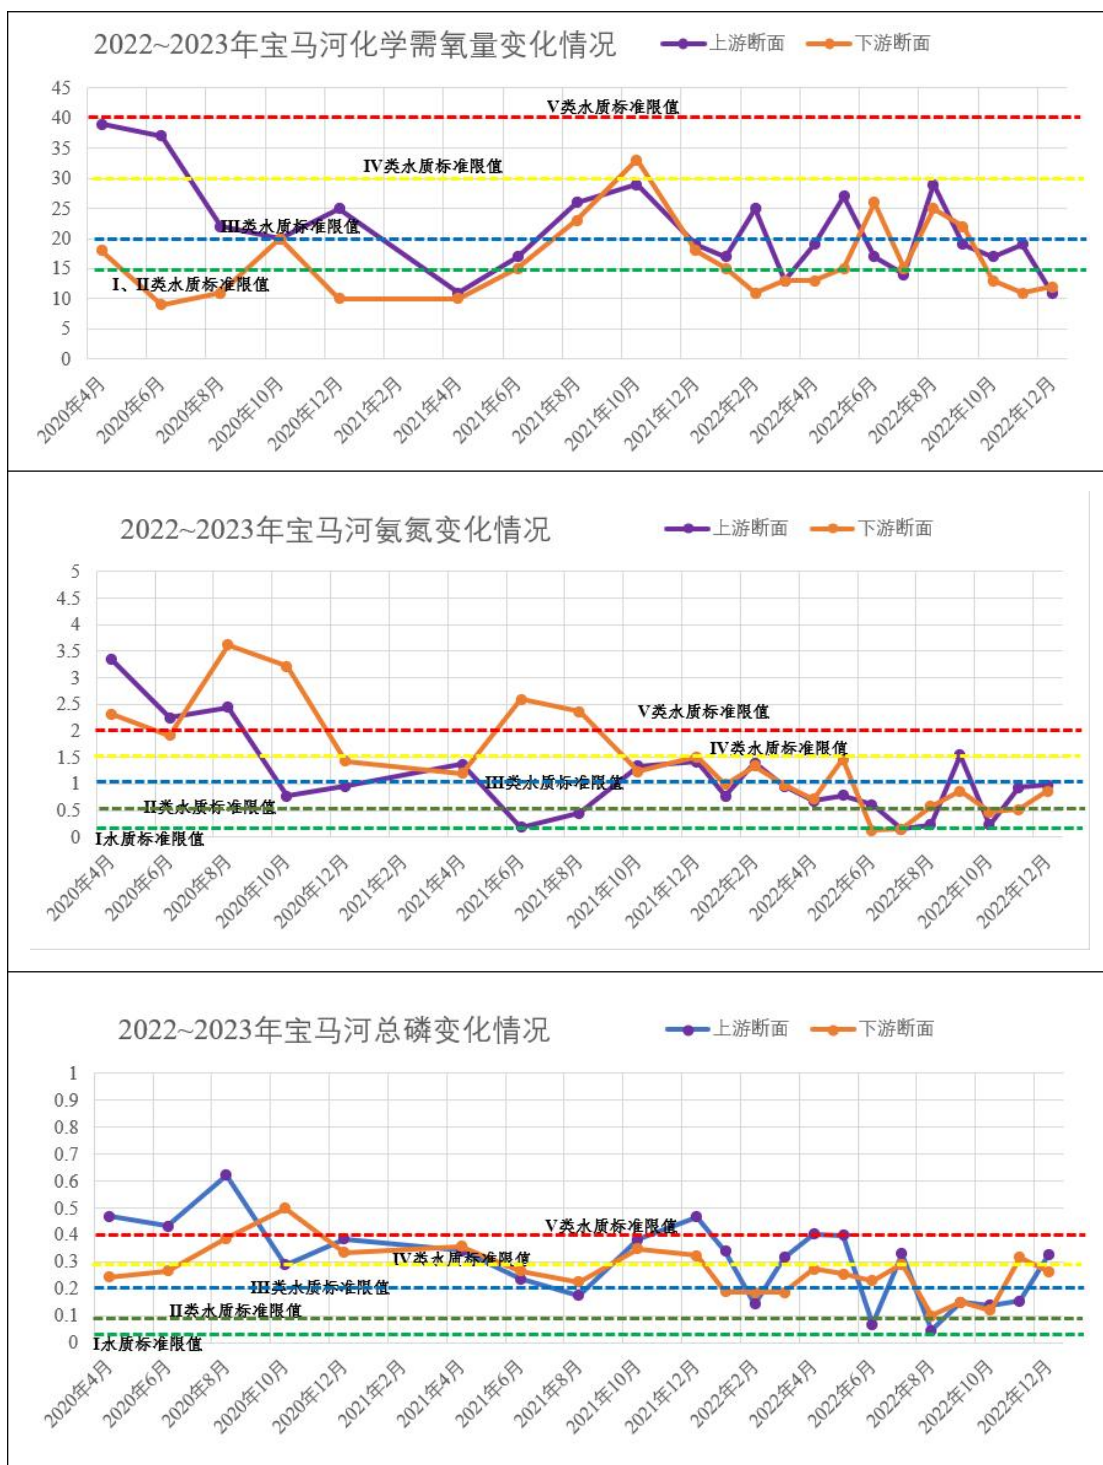 2022~2023年宝马河化学需氧量变化情况
上游断面
下游断面
45
40
35
30
25
20
15
10
5
0
V类水质标准限值
IV类水质标准限值
III类水质标准限值
I、II类水质标准限值
2020年4月
2020年6月
2020年8月
2020年10月
2020年12月
2021年2月
2021年4月
2021年6月
2021年8月
2021年10月
2021年12月
2022年2月
2022年4月
2022年6月
2022年8月
2022年10月
2022年12月
2022~2023年宝马河氨氮变化情况
上游断面
下游断面
5
4.5
4
3.5
3
2.5
2
1.5
1
0.5
0
V类水质标准限值
IV类水质标准限值
III类水质标准限值
II类水质标准限值
I水质标准限值
2020年4月
2020年6月
2020年8月
2020年10月
2020年12月
2021年2月
2021年4月
2021年6月
2021年8月
2021年10月
2021年12月
2022年2月
2022年4月
2022年6月
2022年8月
2022年10月
2022年12月
2022~2023年宝马河总磷变化情况
上游断面
下游断面
1
0.9
0.8
0.7
0.6
0.5
0.4
0.3
0.2
0.1
0
V类水质标准限值
IV类水质标准限值
III类水质标准限值
II类水质标准限值
I水质标准限值
2020年4月
2020年6月
2020年8月
2020年10月
2020年12月
2021年2月
2021年4月
2021年6月
2021年8月
2021年10月
2021年12月
2022年2月
2022年4月
2022年6月
2022年8月
2022年10月
2022年12月